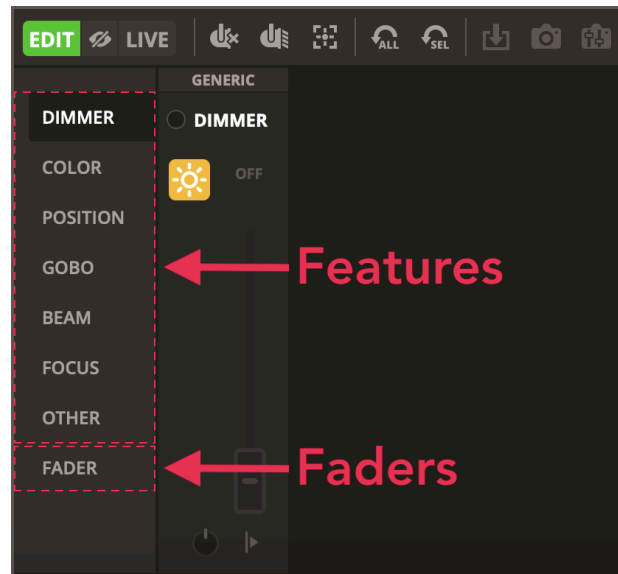 EDIT LIVE ALL SEL
GENERIC
DIMMER
DIMMER
COLOR
OFF
POSITION
GOBO
Features
BEAM
FOCUS
OTHER
FADER
Faders